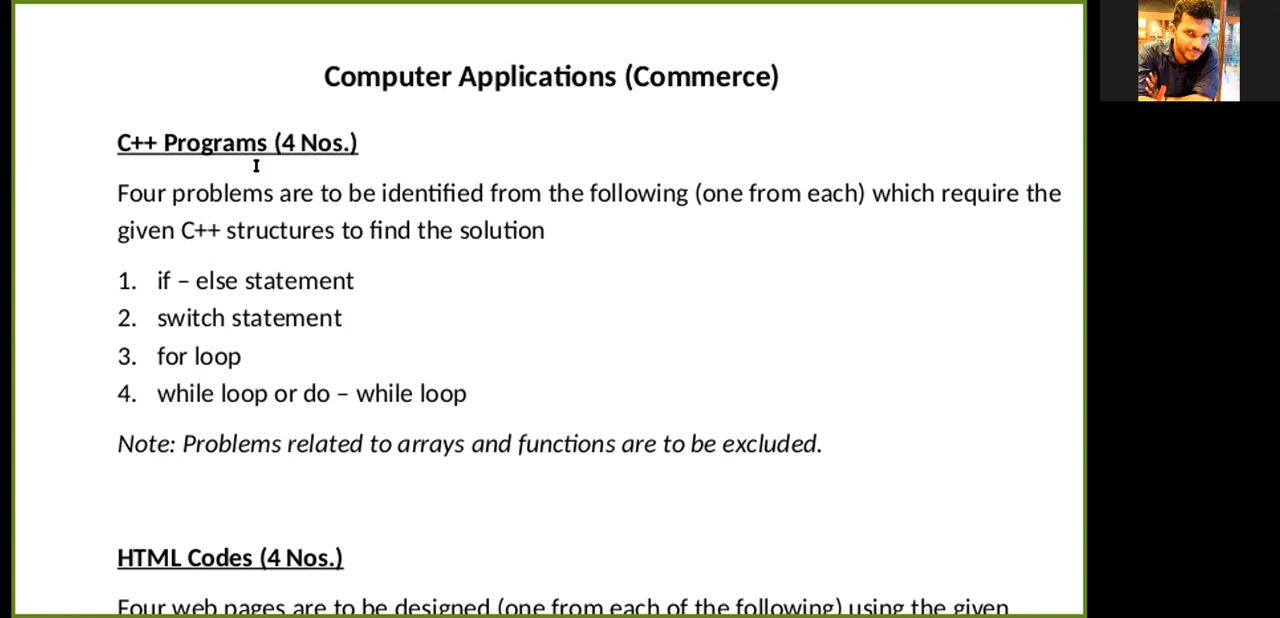 Computer Applications (Commerce)
C++ Programs (4 Nos.)
Four problems are to be identified from the following (one from each) which require the
given C++ structures to find the solution
1. if – else statement
2. switch statement
3. for loop
4. while loop or do – while loop
Note: Problems related to arrays and functions are to be excluded.
HTML Codes (4 Nos.)
Four web pages are to be designed (one from each of the following) using the given